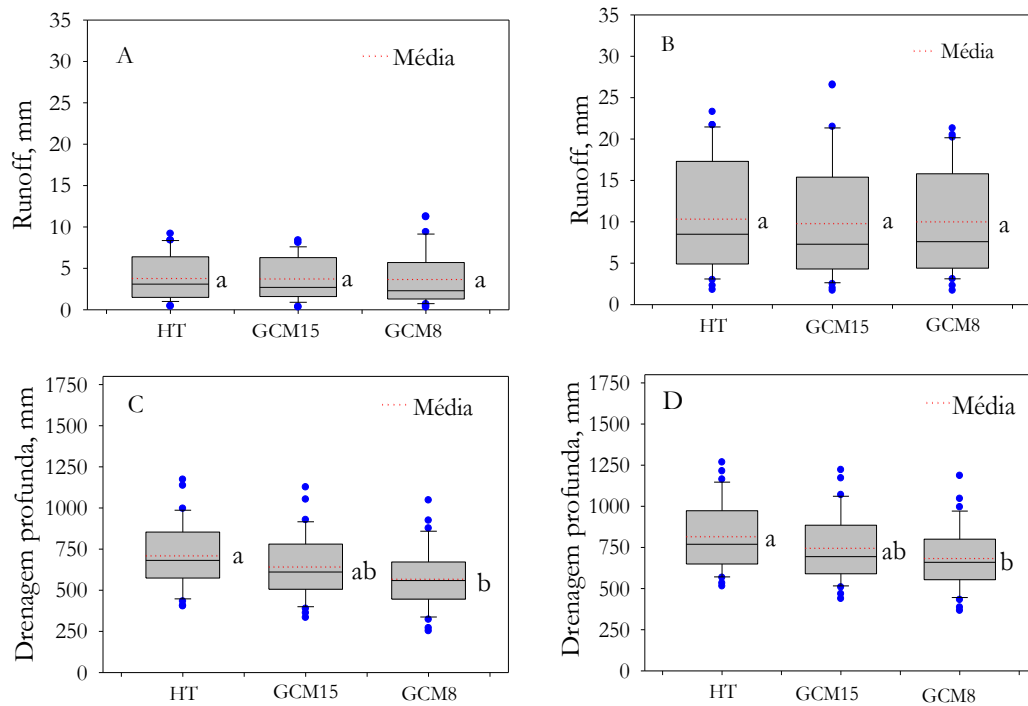 A
Média
Runoff, mm
35
30
25
20
15
10
5
0
a
a
a
HT
GCM15
GCM8
B
Média
Runoff, mm
35
30
25
20
15
10
5
0
a
a
a
HT
GCM15
GCM8
C
Média
Drenagem profunda, mm
1750
1500
1250
1000
750
500
250
0
a
ab
b
HT
GCM15
GCM8
D
Média
Drenagem profunda, mm
1750
1500
1250
1000
750
500
250
0
a
ab
b
HT
GCM15
GCM8